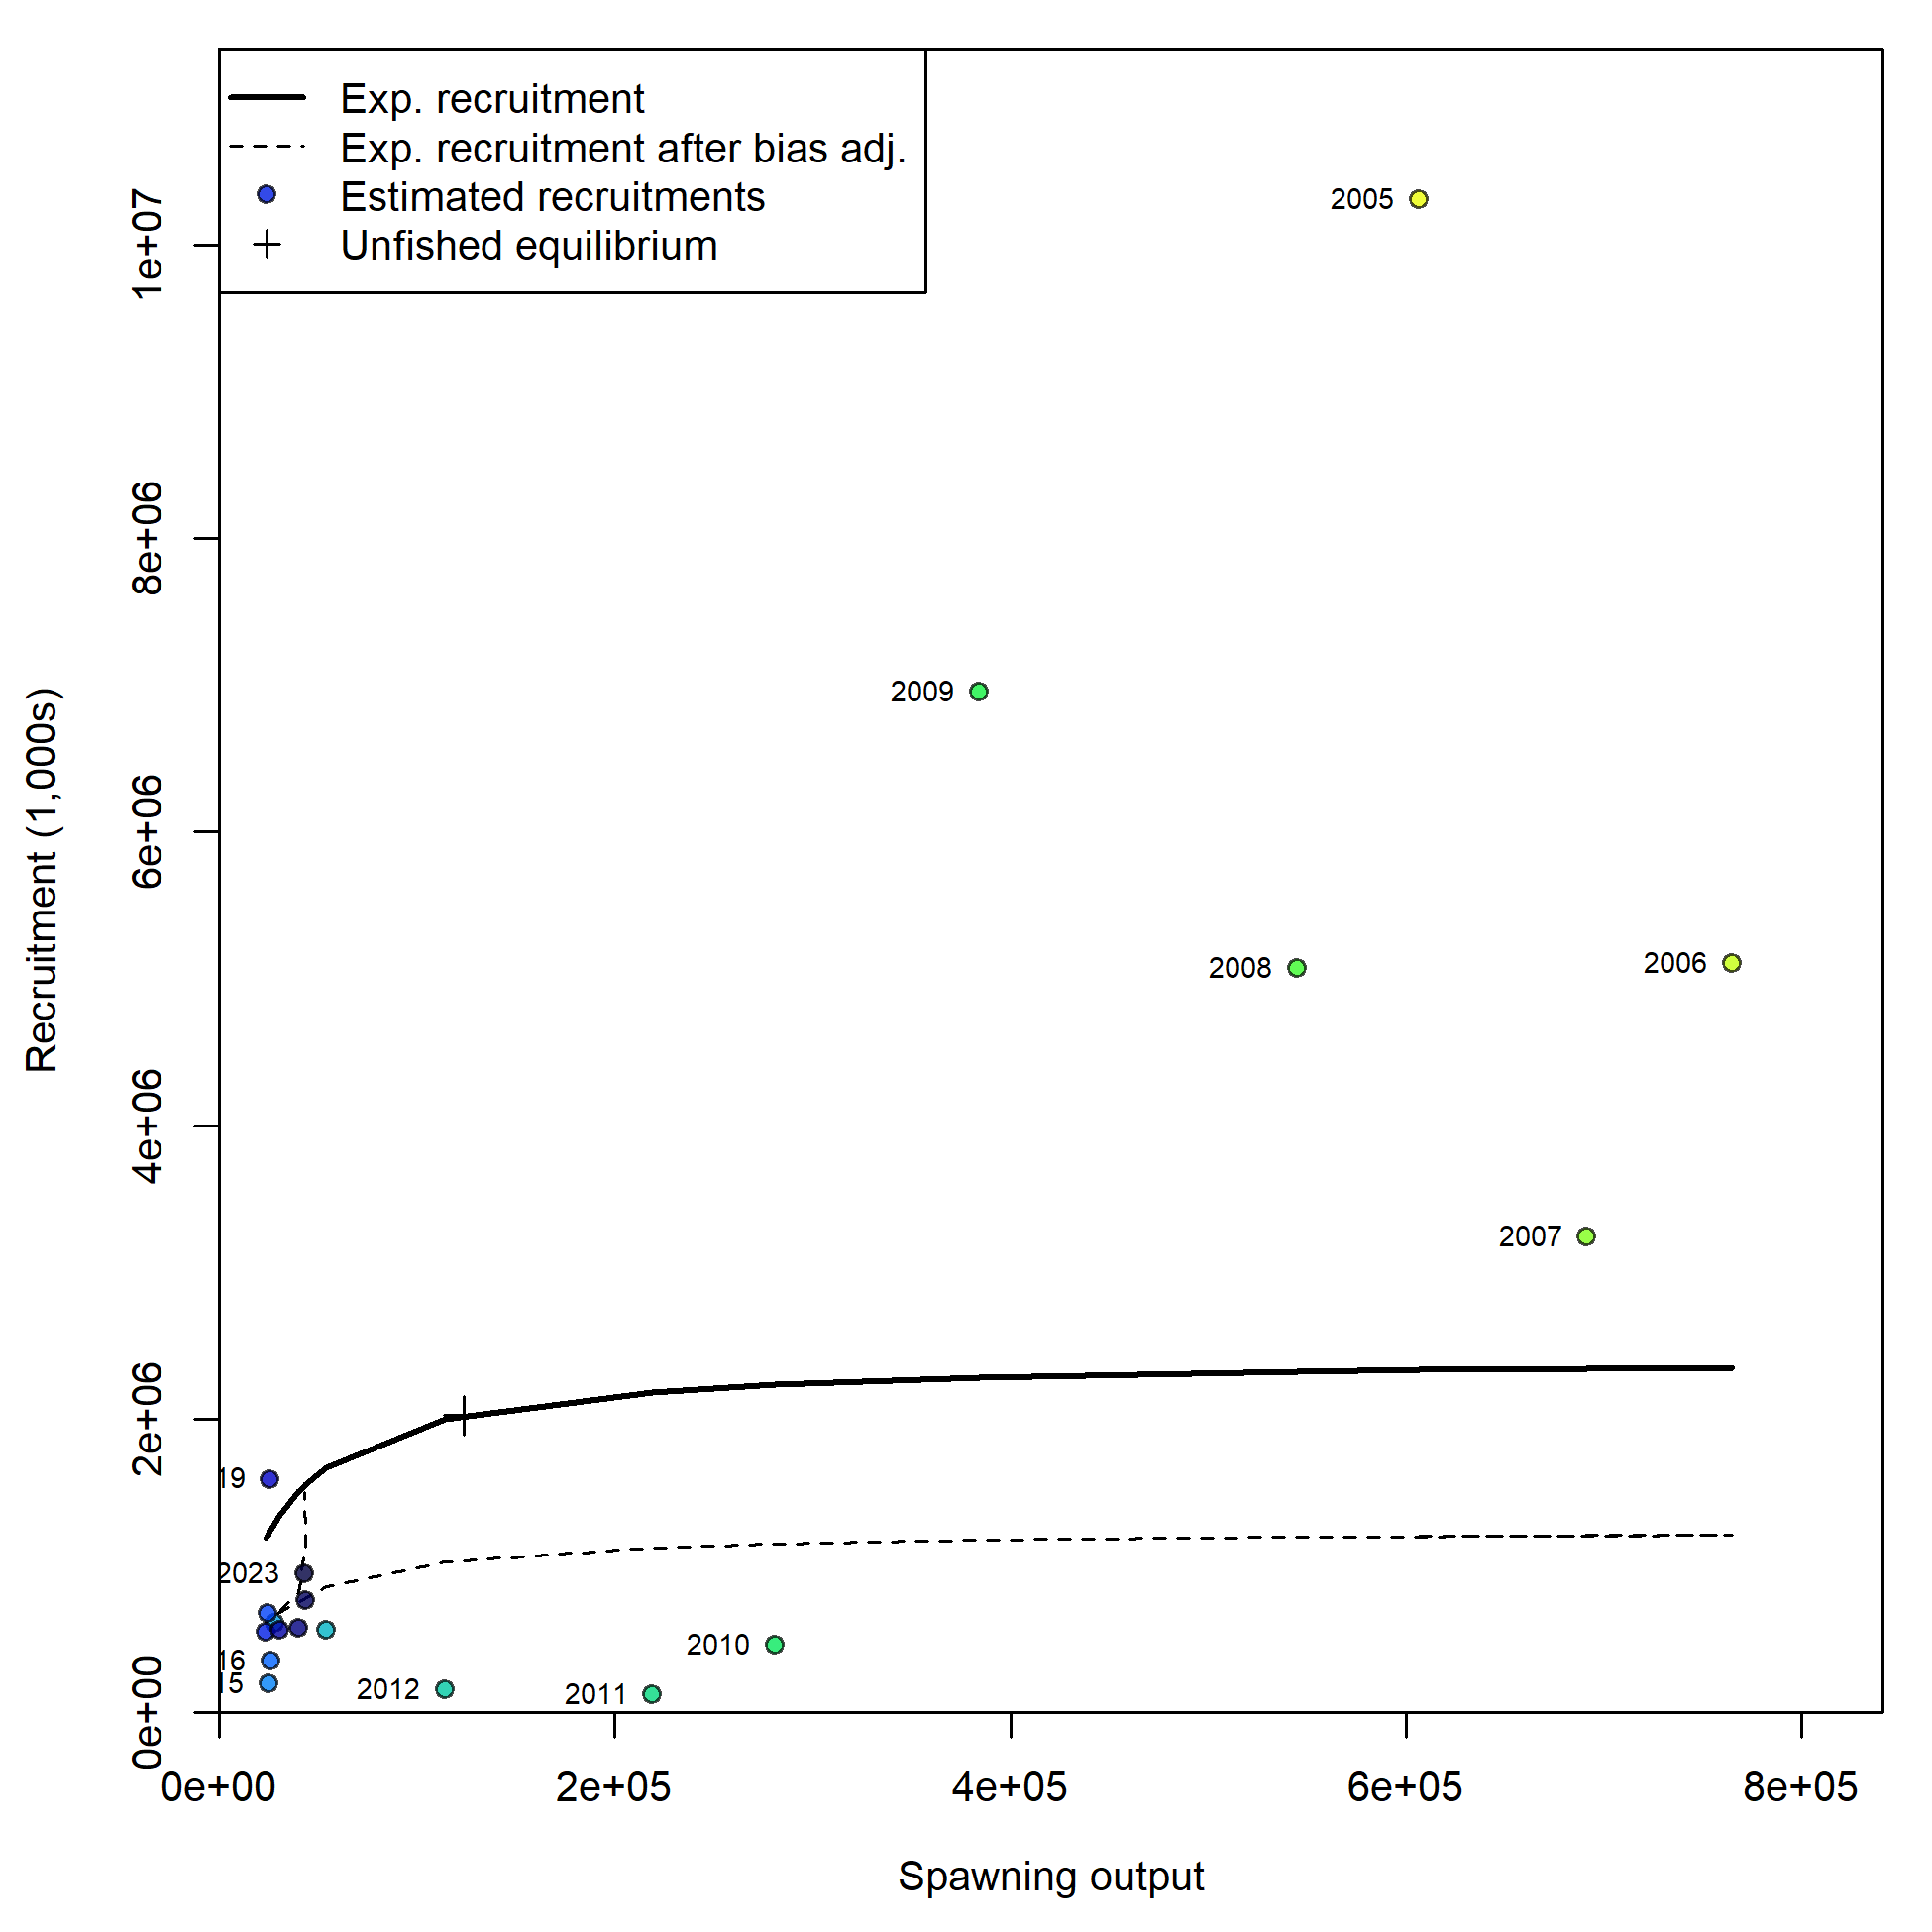 Exp. recruitment
Exp. recruitment after bias adj.
Estimated recruitments
Unfished equilibrium
2005
2009
2008
2006
2007
19
2023
16
15
2012
2011
2010
Recruitment (1,000s)
1e+07
8e+06
6e+06
4e+06
2e+06
0e+00
0e+00 2e+05 4e+05 6e+05 8e+05
Spawning output